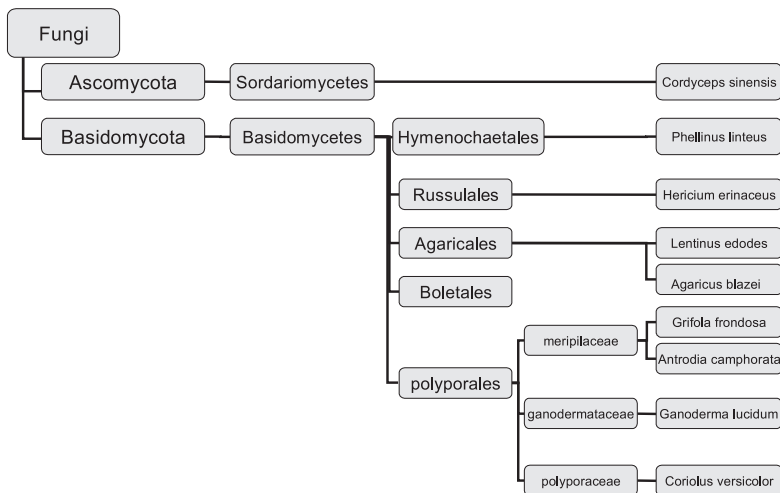 Fungi
Ascomycota
Sordariomycetes
Cordyceps sinensis
Basidomycota
Basidomycetes
Hymenochaetales
Phellinus linteus
Russulales
Hericium erinaceus
Agaricales
Lentinus edodes
Agaricus blazei
Boletales
polyporales
meripilaceae
Grifola frondosa
Antrodia camphorata
ganodermataceae
Ganoderma lucidum
polyporaceae
Coriolus versicolor